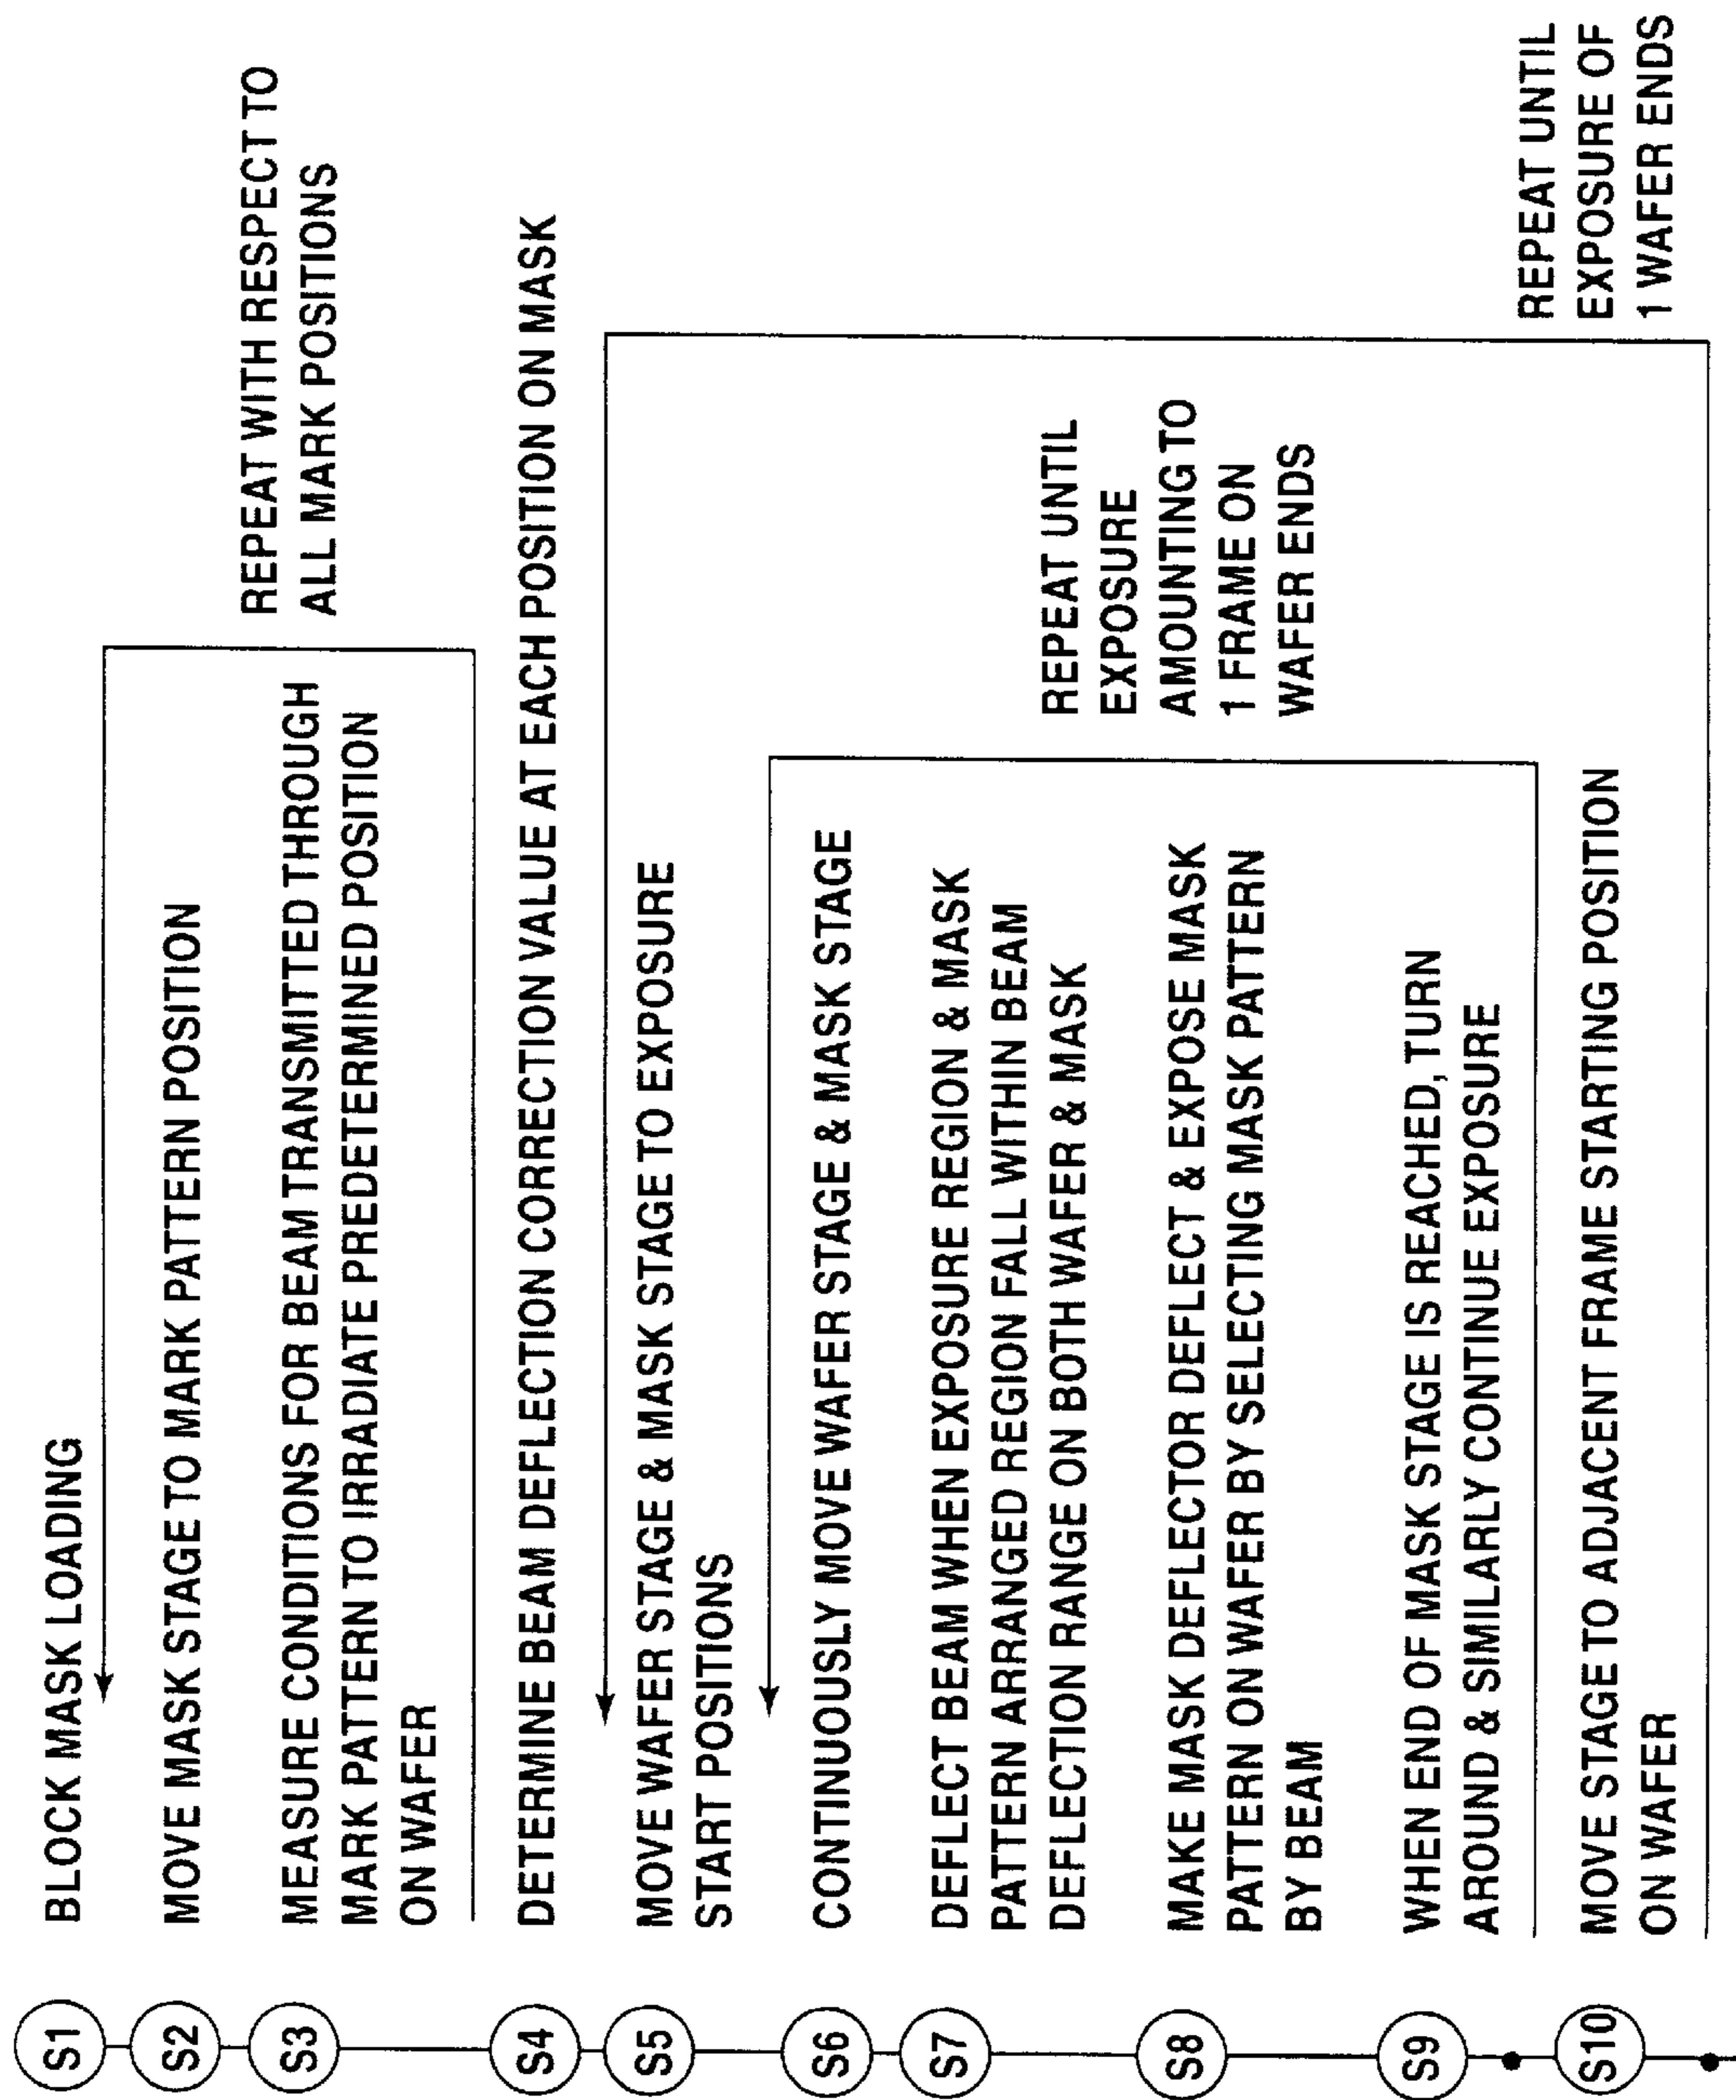 S1
BLOCK MASK LOADING
S2
MOVE MASK STAGE TO MARK PATTERN POSITION
S3
MEASURE CONDITIONS FOR BEAM TRANSMITTED THROUGH
MARK PATTERN TO IRRADIATE PREDETERMINED POSITION
ON WAFER
REPEAT WITH RESPECT TO
ALL MARK POSITIONS
S4
DETERMINE BEAM DEFLECTION CORRECTION VALUE AT EACH POSITION ON MASK
S5
MOVE WAFER STAGE & MASK STAGE TO EXPOSURE
START POSITIONS
S6
CONTINUOUSLY MOVE WAFER STAGE & MASK STAGE
S7
DEFLECT BEAM WHEN EXPOSURE REGION & MASK
PATTERN ARRANGED REGION FALL WITHIN BEAM
DEFLECTION RANGE ON BOTH WAFER & MASK
S8
MAKE MASK DEFLECTOR DEFLECT & EXPOSE MASK
PATTERN ON WAFER BY SELECTING MASK PATTERN
BY BEAM
S9
WHEN END OF MASK STAGE IS REACHED, TURN
AROUND & SIMILARLY CONTINUE EXPOSURE
REPEAT UNTIL
EXPOSURE
AMOUNTING TO
1 FRAME ON
WAFER ENDS
S10
MOVE STAGE TO ADJACENT FRAME STARTING POSITION
ON WAFER
REPEAT UNTIL
EXPOSURE OF
1 WAFER ENDS